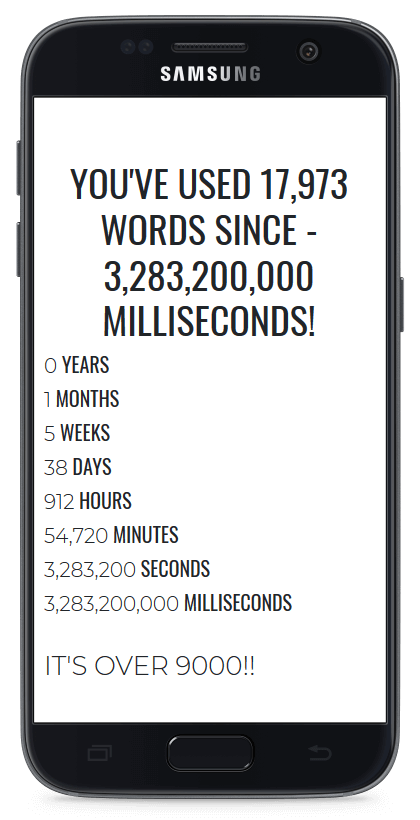 SAMSUNG
YOU'VE USED 17,973
WORDS SINCE -
3,283,200,000
MILLISECONDS!
0 YEARS
1 MONTHS
5 WEEKS
38 DAYS
912 HOURS
54,720 MINUTES
3,283,200 SECONDS
3,283,200,000 MILLISECONDS
IT'S OVER 9000!!